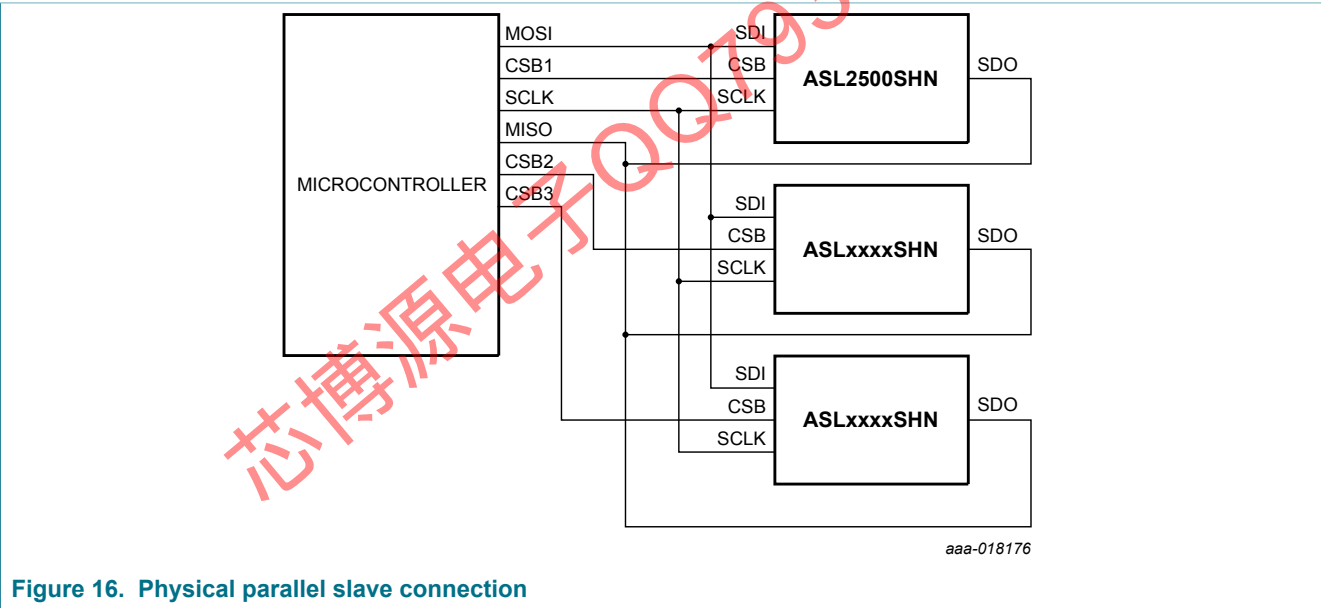 MOSI
CSB1
SCLK
MISO
CSB2
CSB3
MICROCONTROLLER
SDI
CSB
SCLK
ASL2500SHN
SDO
SDI
CSB
SCLK
ASLxxxxSHN
SDO
SDI
CSB
SCLK
ASLxxxxSHN
SDO
芯博源电子QQ795
aaa-018176
Figure 16. Physical parallel slave connection